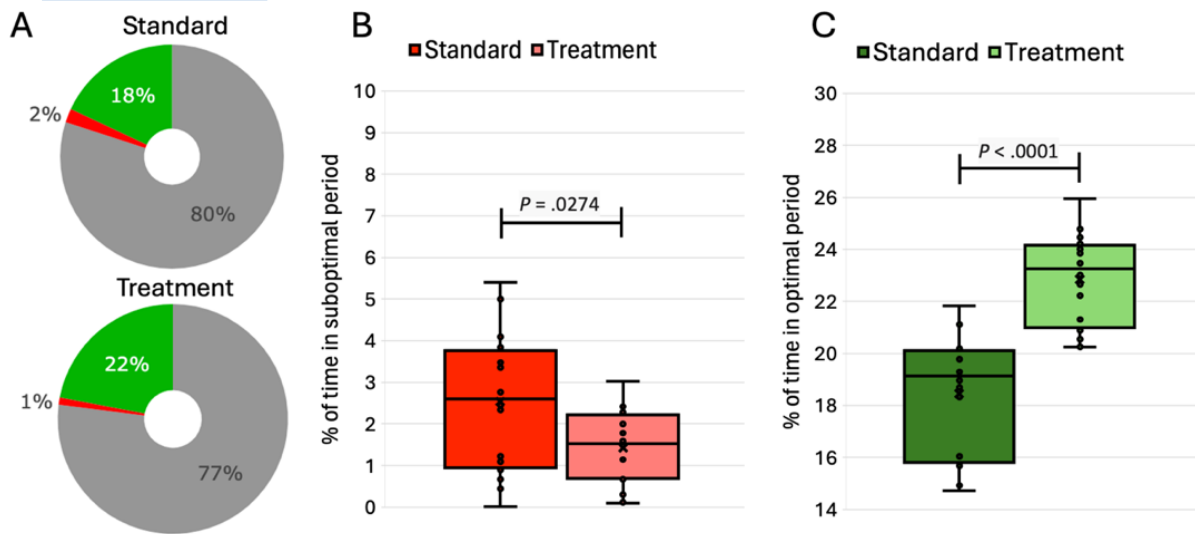 A
Standard
18%
2%
80%
Treatment
22%
1%
77%
B
Standard Treatment
% of time in suboptimal period
10
9
8
7
6
5
4
3
2
1
0
P = .0274
C
Standard Treatment
% of time in optimal period
30
28
26
24
22
20
18
16
14
P < .0001